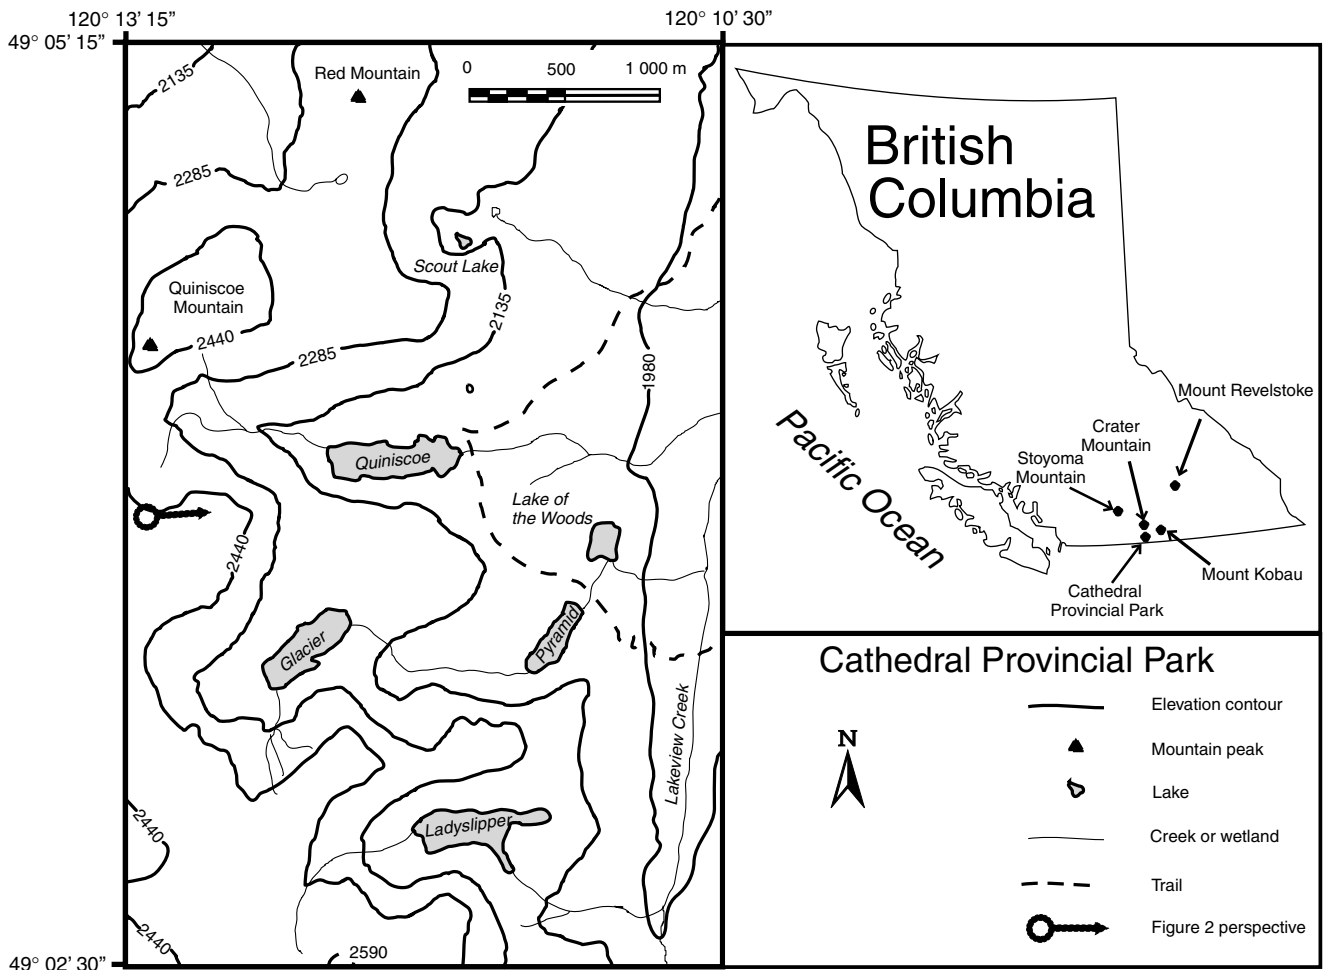 120° 13' 15”
120° 10' 30”
49° 05' 15”
2135
Red Mountain
0 500 1 000 m
2285
Scout Lake
Quiniscoe
Mountain
2440
2285
2135
1980
Quiniscoe
Lake of
the Woods
2440
Glacier
Pyramid
Lakeview Creek
Ladyslipper
2440
2440
2590
49° 02' 30”
British
Columbia
Pacific Ocean
Mount Revelstoke
Crater
Mountain
Stoyoma
Mountain
Mount Kobau
Cathedral
Provincial Park
Cathedral Provincial Park
N
Elevation contour
Mountain peak
Lake
Creek or wetland
Trail
Figure 2 perspective